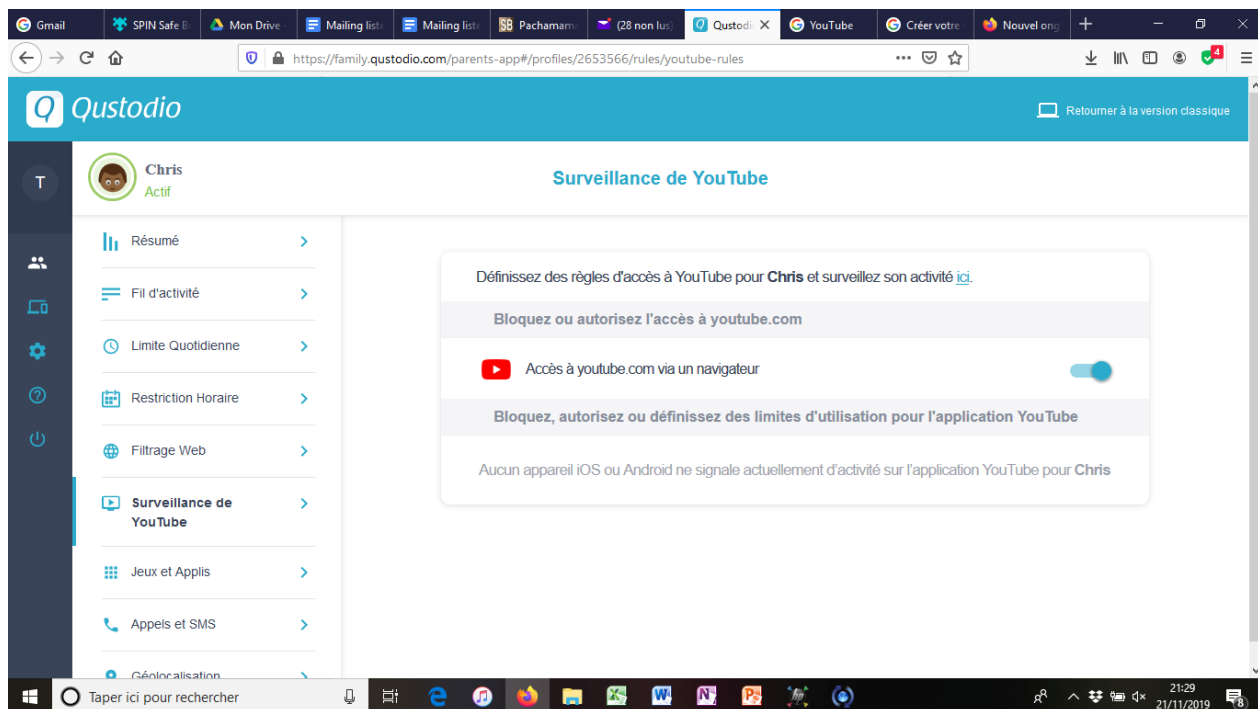 Gmail
SPIN Safe B
Mon Drive -
Mailing liste
Mailing liste
SB Pachamama
(28 non lus)
Qustodi
YouTube
Créer votre
Nouvel ong
https://family.qustodio.com/parents-app#/profiles/2653566/rules/youtube-rules
4
Qustodio
Retourner à la version classique
T
Chris
Actif
Surveillance de YouTube
Résumé
Fil d'activité
Limite Quotidienne
Restriction Horaire
Filtrage Web
Surveillance de
YouTube
Jeux et Applis
Appels et SMS
Géolocalisation
Définissez des règles d'accès à YouTube pour Chris et surveillez son activité ici.
Bloquez ou autorisez l'accès à youtube.com
Accès à youtube.com via un navigateur
Bloquez, autorisez ou définissez des limites d'utilisation pour l'application YouTube
Aucun appareil iOS ou Android ne signale actuellement d'activité sur l'application YouTube pour Chris
Taper ici pour rechercher
21:29
21/11/2019
8